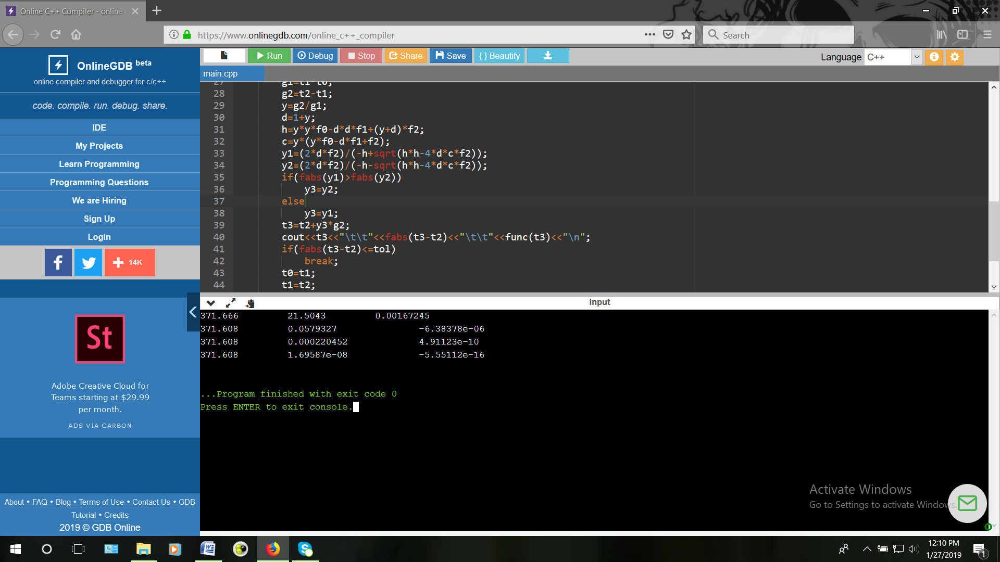 Online C++ Compiler - online e
https://www.onlinegdb.com/online_c++_compiler
Search
OnlineGDB beta
online compiler and debugger for c/c++
code. compile. run. debug. share.
IDE
My Projects
Learn Programming
Programming Questions
We are Hiring
Sign Up
Login
14K
St
Adobe Creative Cloud for
Teams starting at $29.99
per month.
ADS VIA CARBON
About • FAQ • Blog • Terms of Use • Contact Us • GDB
Tutorial • Credits
2019 © GDB Online
Run Debug Stop Share Save { } Beautify
Language C++
main.cpp
27 g1=t1-t0;
28 g2=t2-t1;
29 y=g2/g1;
30 d=1+y;
31 h=y*y*f0-d*d*f1+(y+d)*f2;
32 c=y*(y*f0-d*f1+f2);
33 y1=(2*d*f2)/(-h+sqrt(h*h-4*d*c*f2));
34 y2=(2*d*f2)/(-h-sqrt(h*h-4*d*c*f2));
35 if(fabs(y1)>fabs(y2))
36 y3=y2;
37 else
38 y3=y1;
39 t3=t2+y3*g2;
40 cout<<t3<<"\t\t"<<fabs(t3-t2)<<"\t\t"<<func(t3)<<"\n";
41 if(fabs(t3-t2)<=tol)
42 break;
43 t0=t1;
44 t1=t2;
input
371.666 21.5043 0.00167245
371.608 0.0579327 -6.38378e-06
371.608 0.000220452 4.91123e-10
371.608 1.69587e-08 -5.55112e-16
...Program finished with exit code 0
Press ENTER to exit console.
Activate Windows
Go to Settings to activate Windows.
12:10 PM
1/27/2019
1